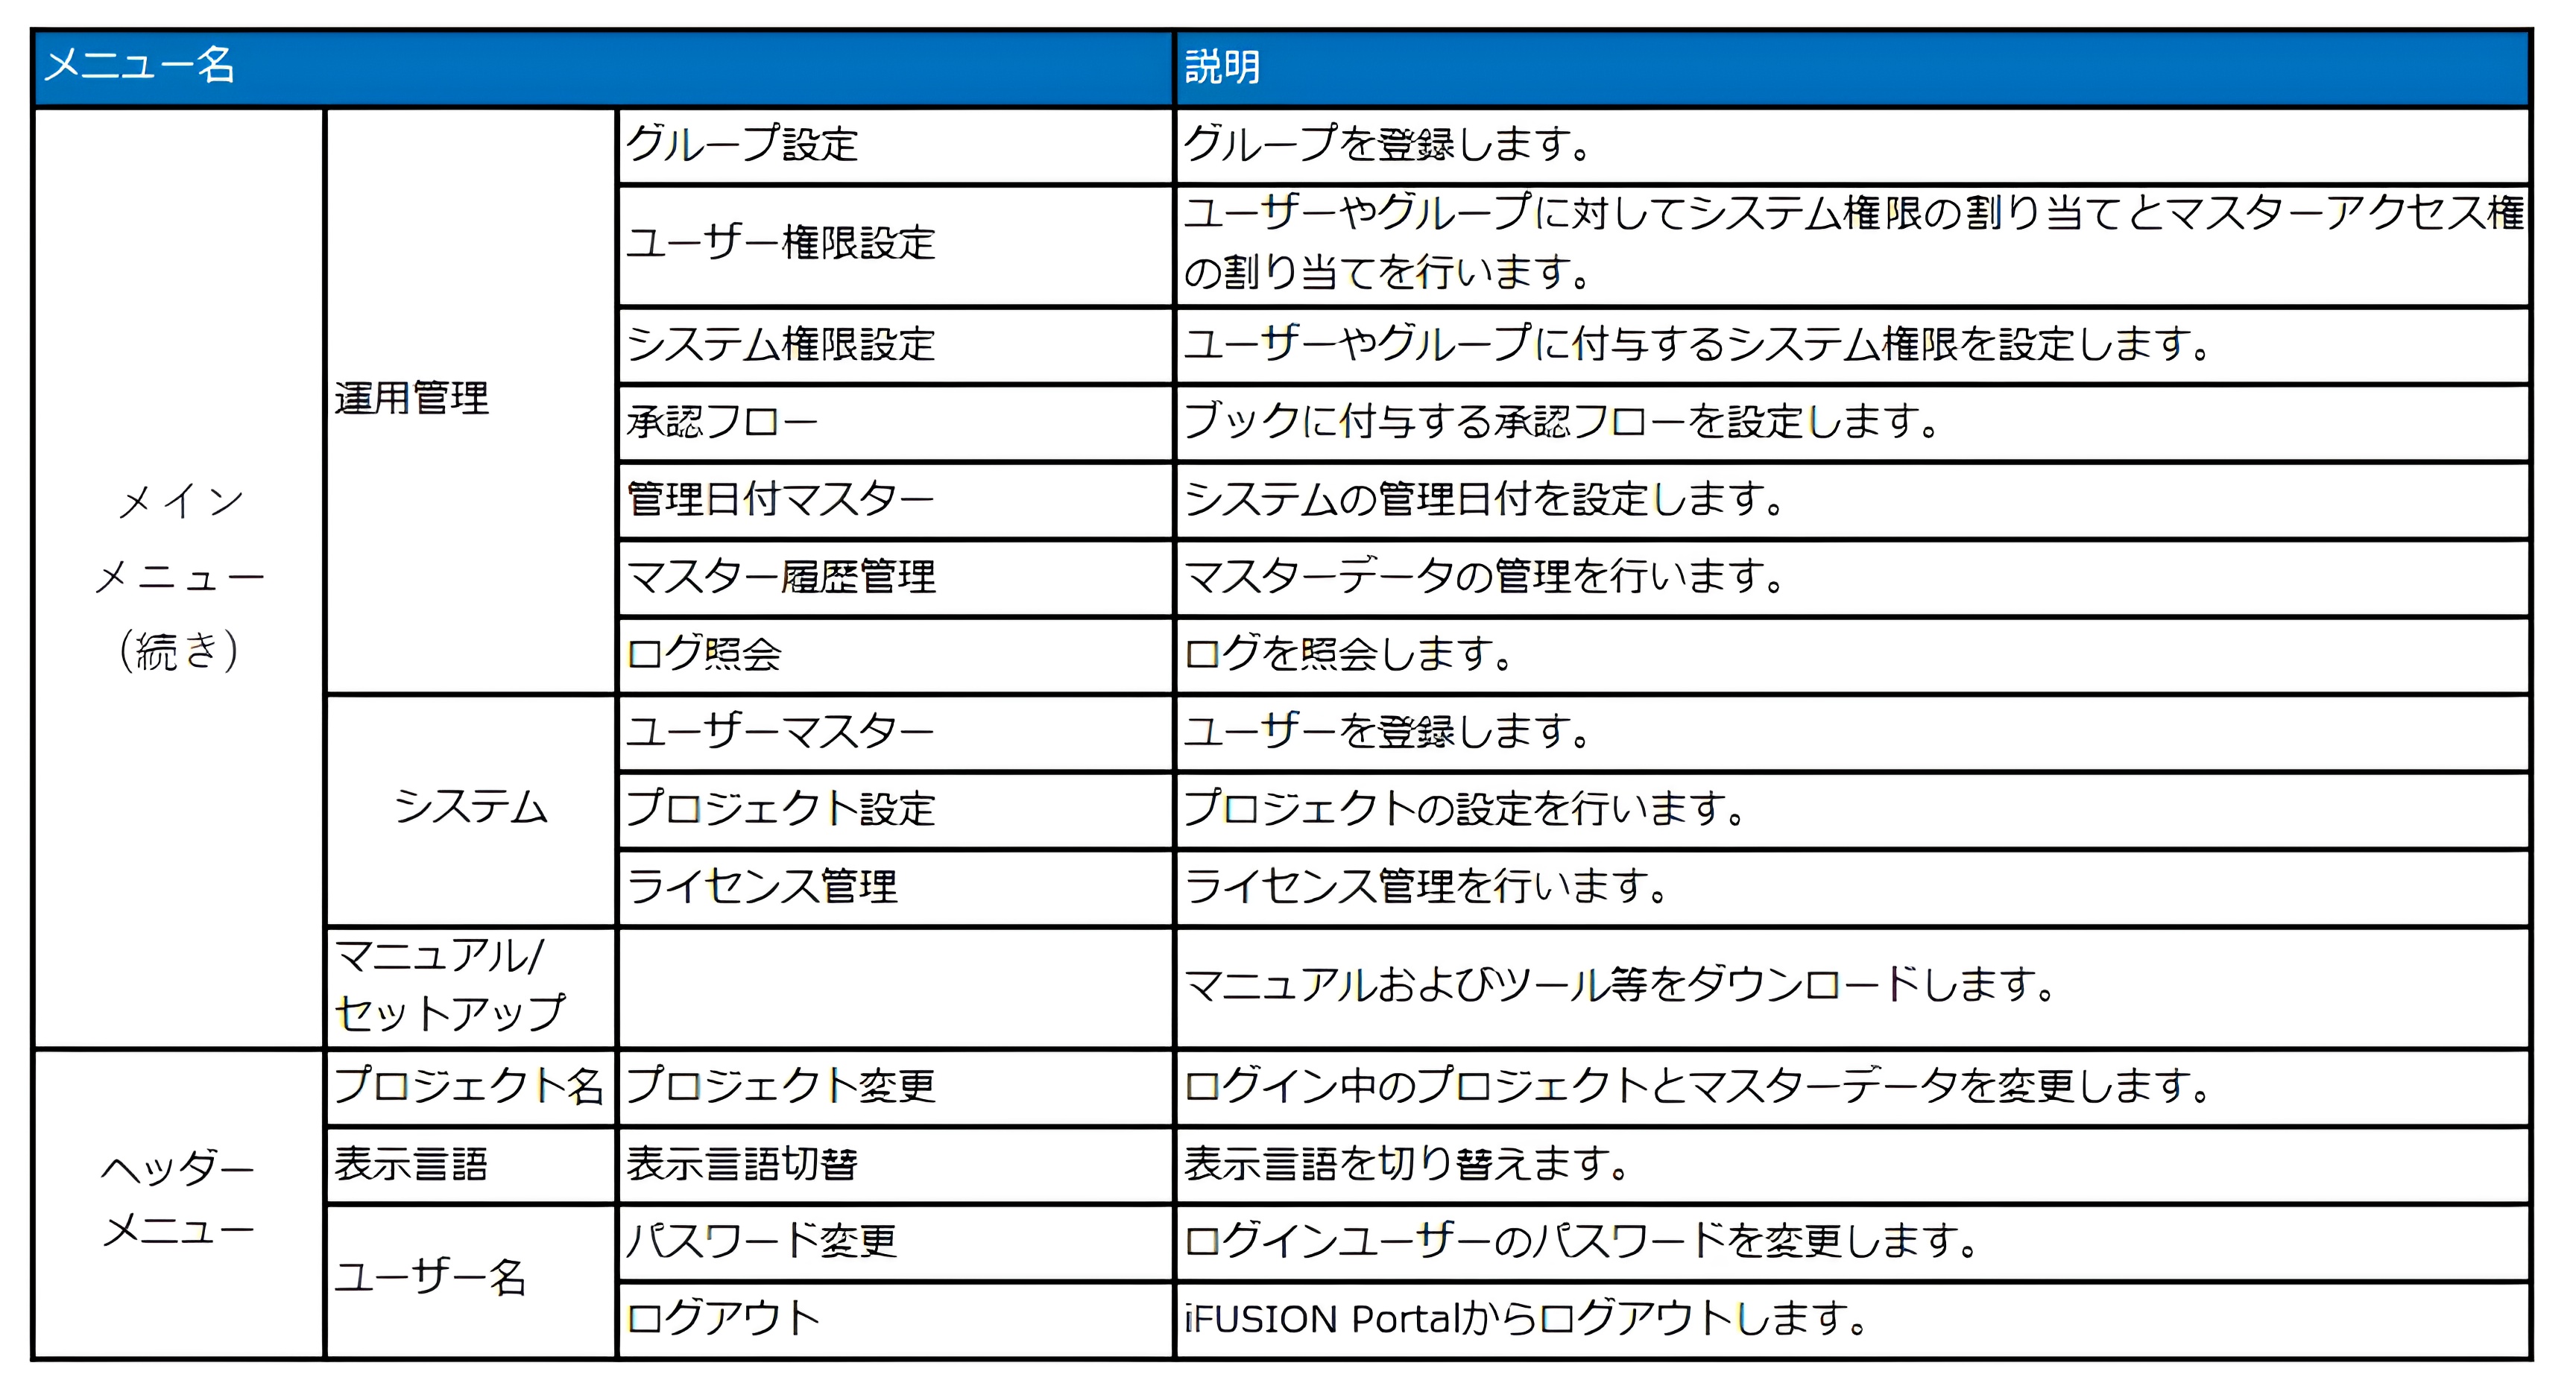 メニュー名
説明
メイン
メニュー
(続き)
運用管理
グループ設定
グループを登録します。
ユーザー権限設定
ユーザーやグループに対してシステム権限の割り当てとマスターアクセス権
の割り当てを行います。
システム権限設定
ユーザーやグループに付与するシステム権限を設定します。
承認フロー
ブックに付与する承認フローを設定します。
管理日付マスター
システムの管理日付を設定します。
マスター履歴管理
マスターデータの管理を行います。
ログ照会
ログを照会します。
システム
ユーザーマスター
ユーザーを登録します。
プロジェクト設定
プロジェクトの設定を行います。
ライセンス管理
ライセンス管理を行います。
マニュアル/
セットアップ
マニュアルおよびツール等をダウンロードします。
ヘッダー
メニュー
プロジェクト名
プロジェクト変更
ログイン中のプロジェクトとマスターデータを変更します。
表示言語
表示言語切替
表示言語を切り替えます。
ユーザー名
パスワード変更
ログインユーザーのパスワードを変更します。
ログアウト
iFUSION Portalからログアウトします。